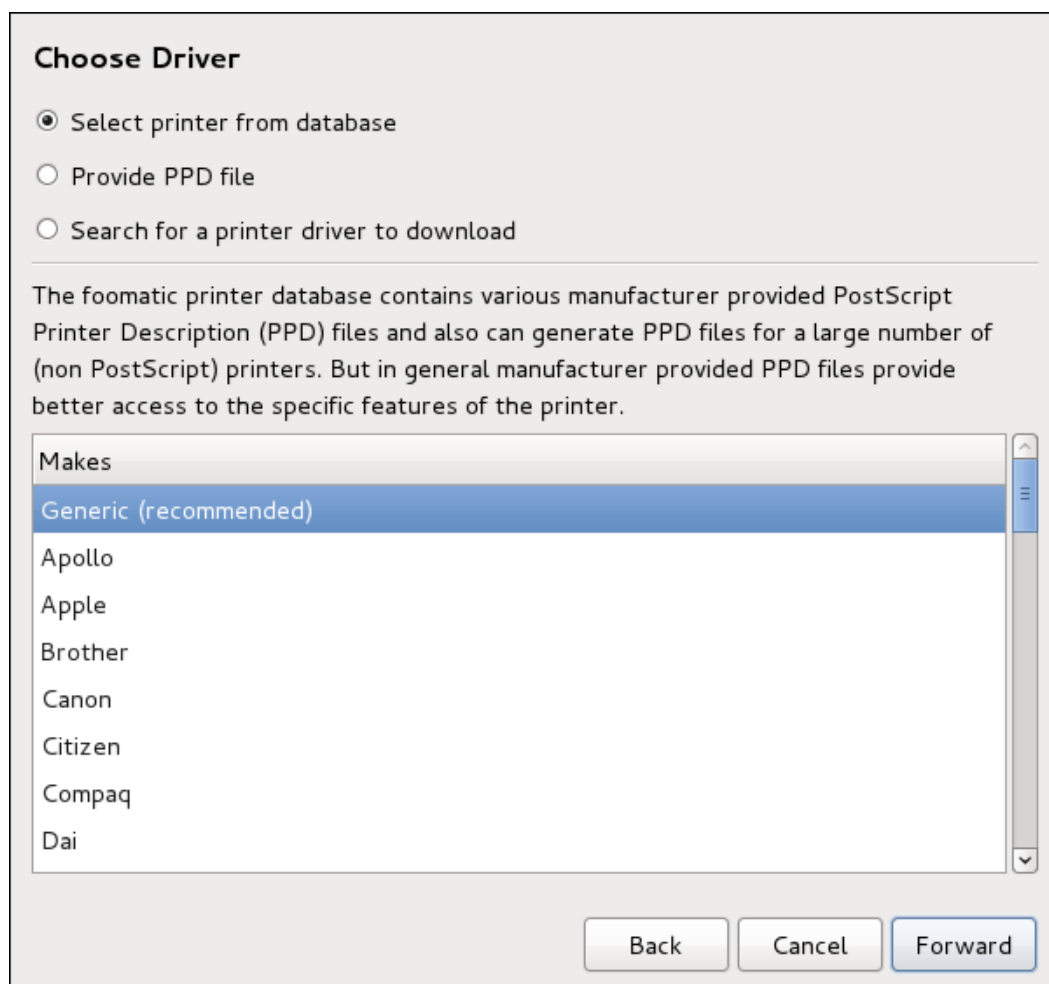 Choose Driver
Select printer from database
Provide PPD file
Search for a printer driver to download
The foomatic printer database contains various manufacturer provided PostScript
Printer Description (PPD) files and also can generate PPD files for a large number of
(non PostScript) printers. But in general manufacturer provided PPD files provide
better access to the specific features of the printer.
Makes
Generic (recommended)
Apollo
Apple
Brother
Canon
Citizen
Compaq
Dai
Back Cancel Forward